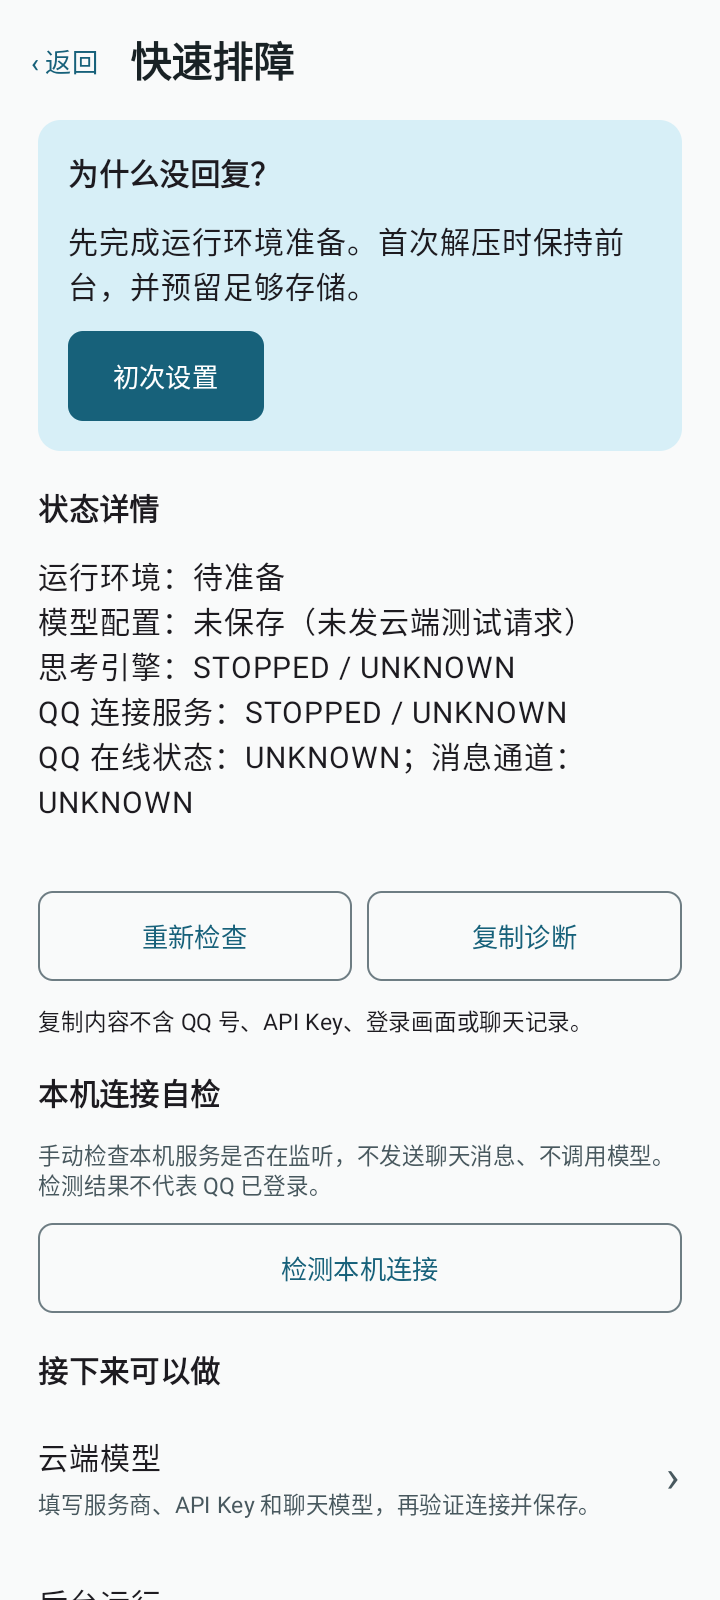 ‹ 返回 快速排障
为什么没回复？
先完成运行环境准备。首次解压时保持前
台，并预留足够存储。
初次设置
状态详情
运行环境：待准备
模型配置：未保存（未发云端测试请求）
思考引擎：STOPPED / UNKNOWN
QQ 连接服务：STOPPED / UNKNOWN
QQ 在线状态：UNKNOWN；消息通道：
UNKNOWN
重新检查 复制诊断
复制内容不含 QQ 号、API Key、登录画面或聊天记录。
本机连接自检
手动检查本机服务是否在监听，不发送聊天消息、不调用模型。
检测结果不代表 QQ 已登录。
检测本机连接
接下来可以做
云端模型
填写服务商、API Key 和聊天模型，再验证连接并保存。
›
后台运行